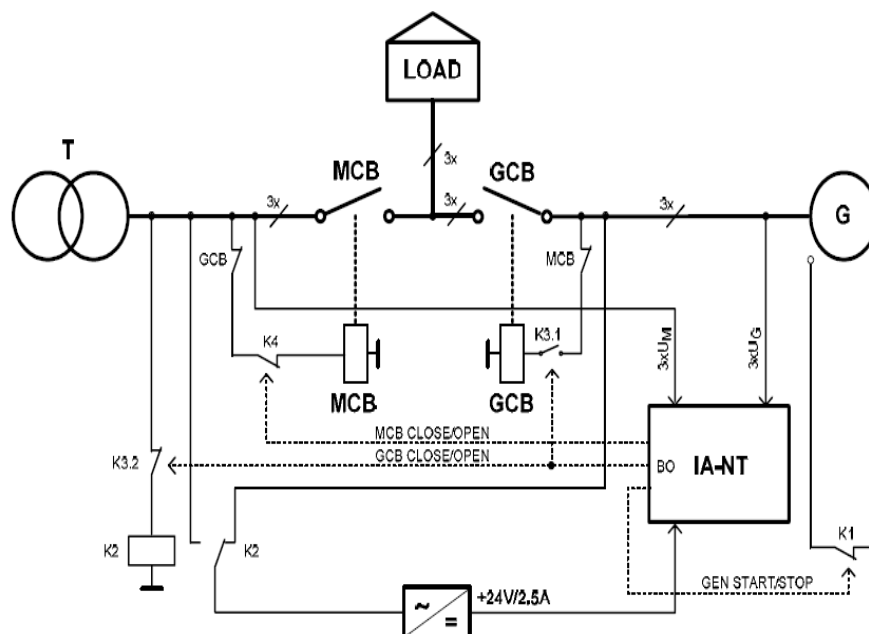 LOAD
T
MCB
GCB
3x
3x
3x
3x
G
GCB
MCB
K4
K3.1
3xUM
3xUG
MCB
GCB
MCB CLOSE/OPEN
GCB CLOSE/OPEN
BO
IA-NT
K3.2
K2
K2
K1
GEN START/STOP
+24V/2.5A
~
=